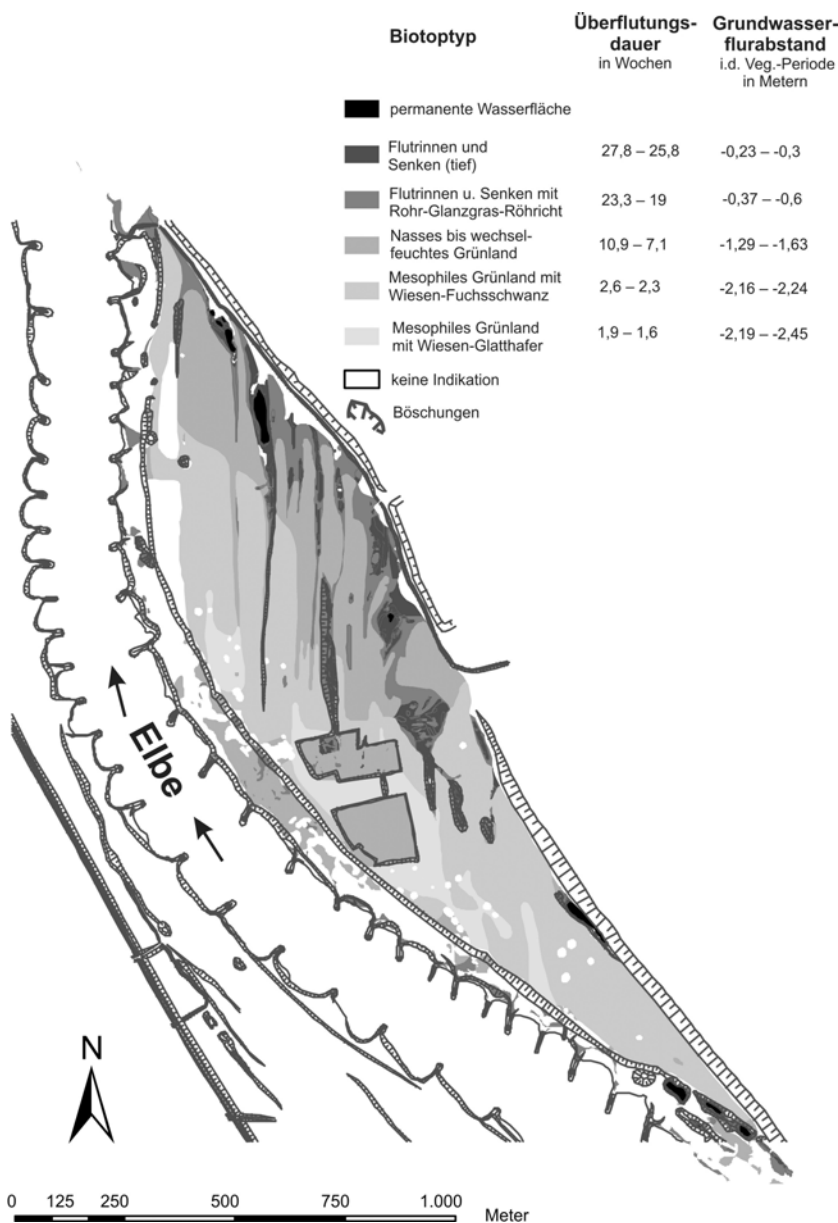 Biotoptyp
Überflutungs-
dauer
in Wochen
Grundwasser-
flurabstand
i.d. Veg.-Periode
in Metern
permanente Wasserfläche
Flutrinnen und
Senken (tief)
27,8 – 25,8
-0,23 – -0,3
Flutrinnen u. Senken mit
Rohr-Glanzgras-Röhricht
23,3 – 19
-0,37 – -0,6
Nasses bis wechsel-
feuchtes Grünland
10,9 – 7,1
-1,29 – -1,63
Mesophiles Grünland mit
Wiesen-Fuchsschwanz
2,6 – 2,3
-2,16 – -2,24
Mesophiles Grünland
mit Wiesen-Glatthafer
1,9 – 1,6
-2,19 – -2,45
keine Indikation
Böschungen
Elbe
N
0 125 250 500 750 1.000
Meter